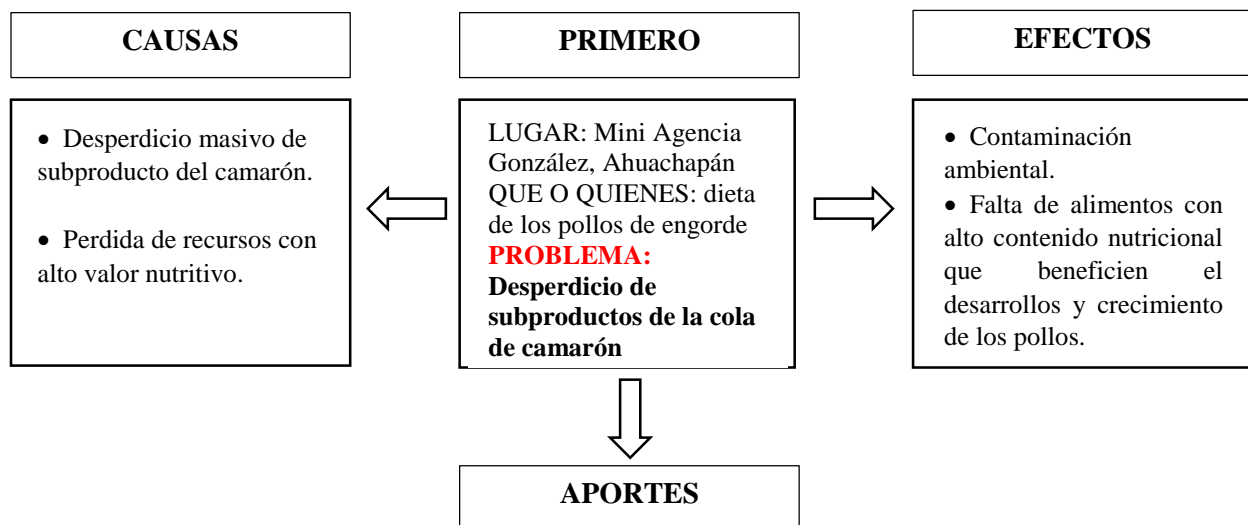 CAUSAS
• Desperdicio masivo de
subproducto del camarón.
• Perdida de recursos con
alto valor nutritivo.
PRIMERO
LUGAR: Mini Agencia
González, Ahuachapán
QUE O QUIENES: dieta
de los pollos de engorde
PROBLEMA:
Desperdicio de
subproductos de la cola
de camarón
EFECTOS
• Contaminación
ambiental.
• Falta de alimentos con
alto contenido nutricional
que beneficien el
desarrollos y crecimiento
de los pollos.
APORTES